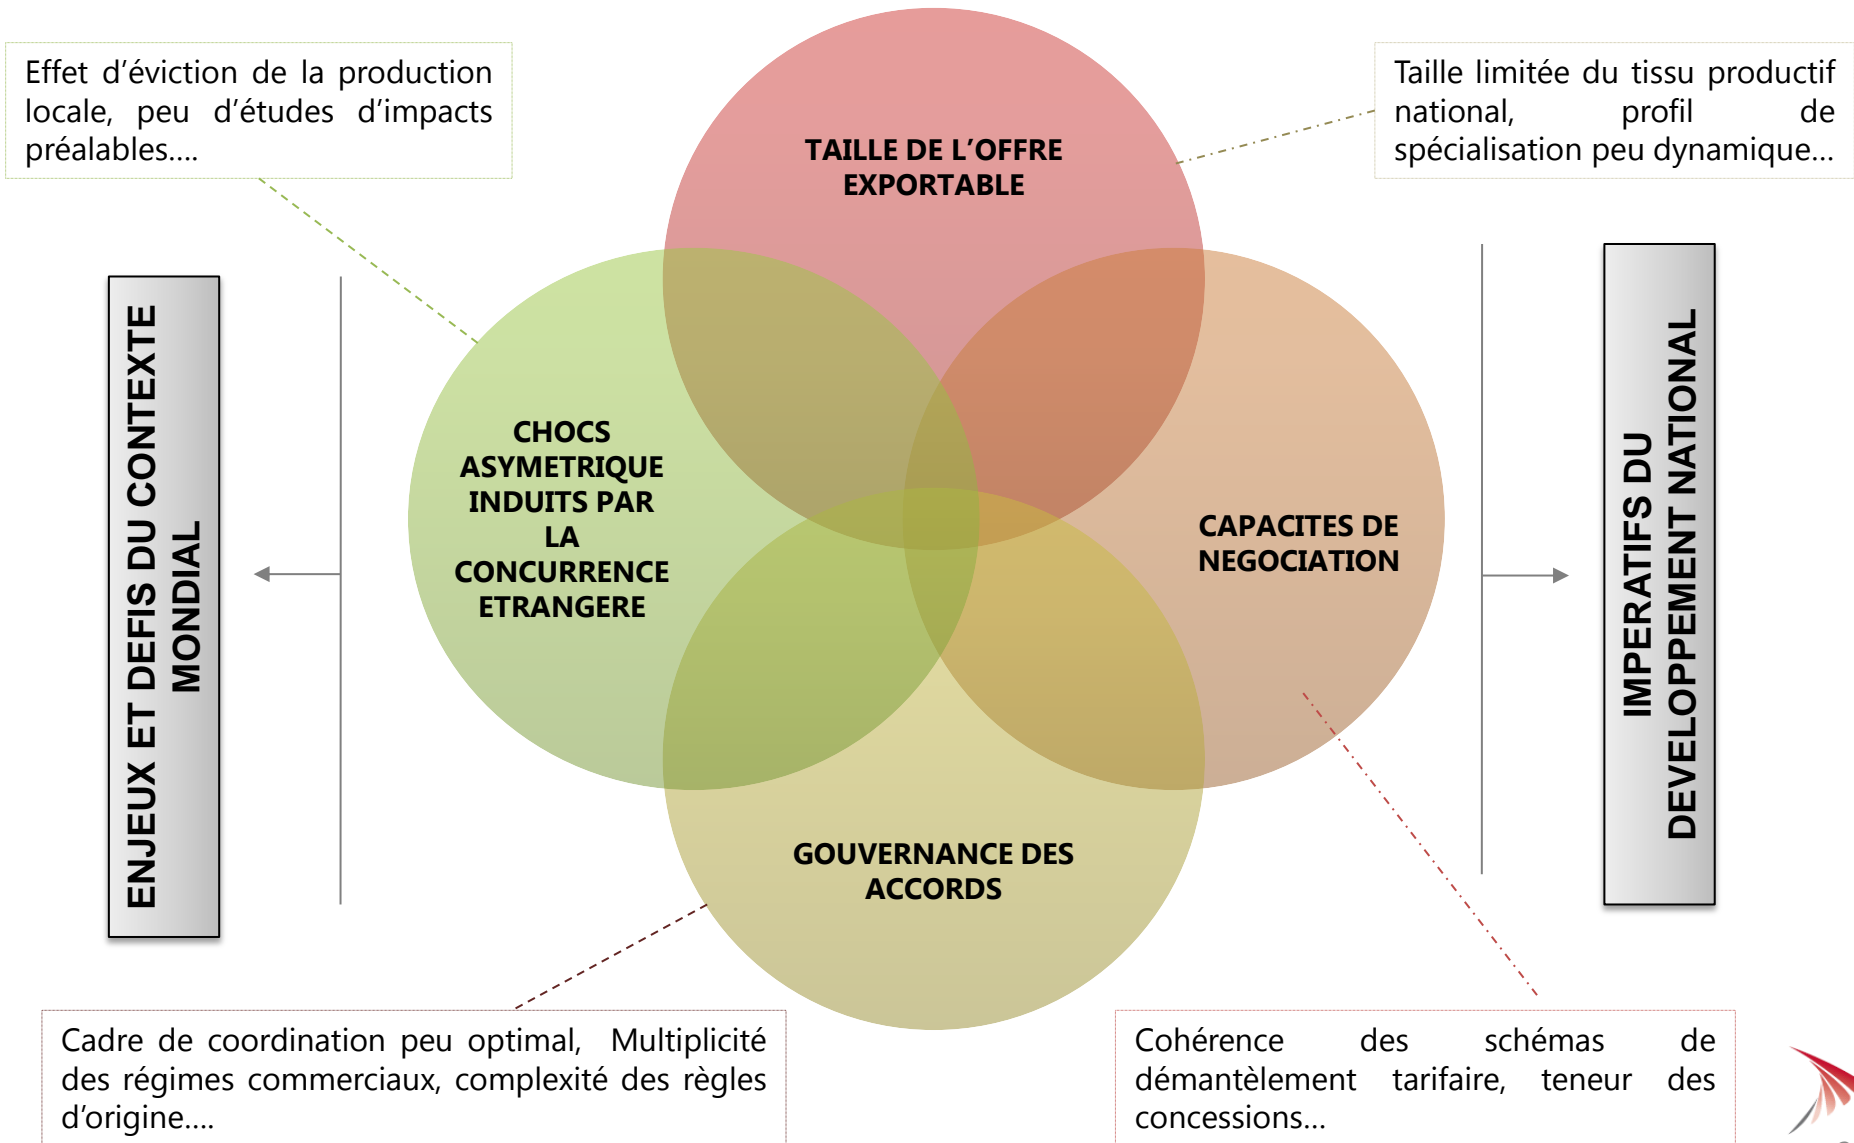 Effet d’éviction de la production
locale, peu d’études d’impacts
préalables....
Taille limitée du tissu productif
national, profil de
spécialisation peu dynamique...
TAILLE DE L’OFFRE
EXPORTABLE
ENJEUX ET DEFIS DU CONTEXTE
MONDIAL
CHOCS
ASYMETRIQUE
INDUITS PAR
LA
CONCURRENCE
ETRANGERE
CAPACITES DE
NEGOCIATION
IMPERATIFS DU
DEVELOPPEMENT NATIONAL
GOUVERNANCE DES
ACCORDS
Cadre de coordination peu optimal, Multiplicité
des régimes commerciaux, complexité des règles
d'origine....
Cohérence des schémas de
démantèlement tarifaire, teneur des
concessions...